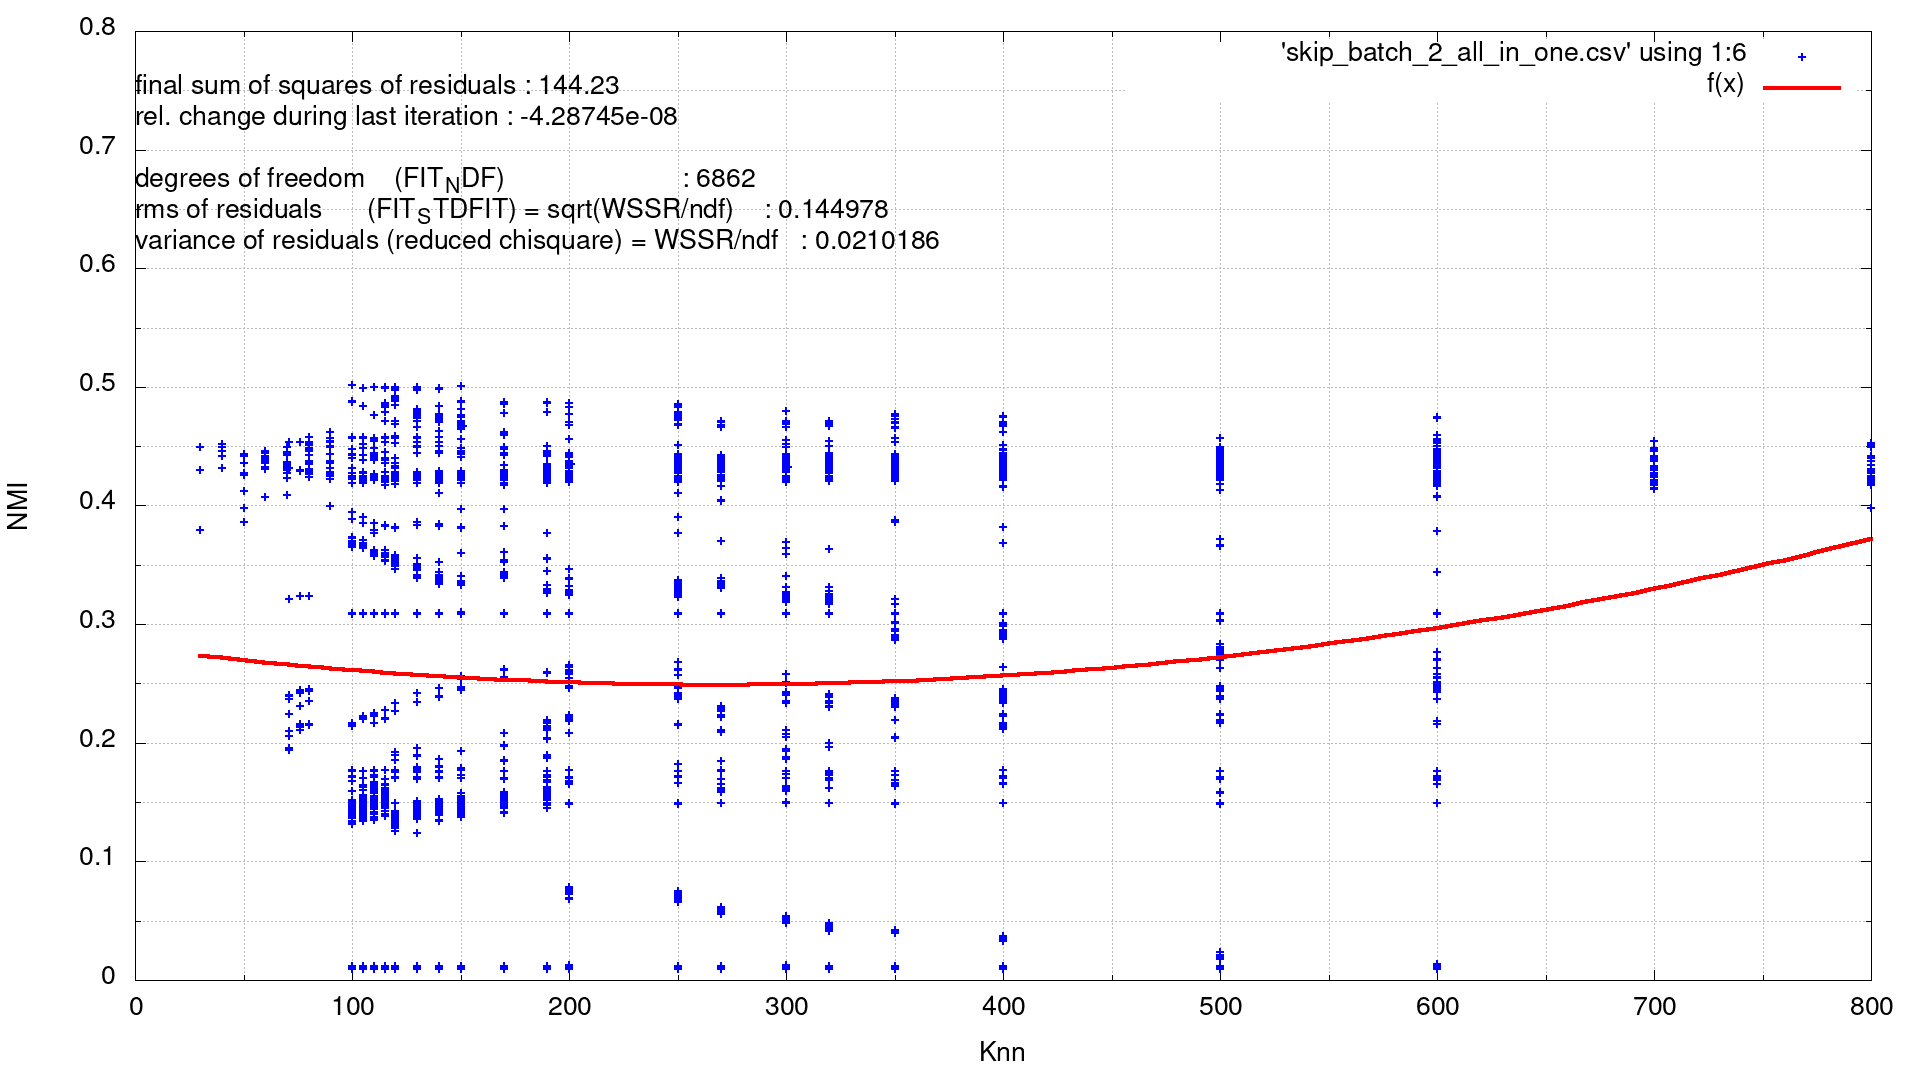 'skip_batch_2_all_in_one.csv' using 1:6
f(x)
final sum of squares of residuals : 144.23
rel. change during last iteration : -4.28745e-08
degrees of freedom (FIT_NDF) : 6862
rms of residuals (FIT_STDFIT) = sqrt(WSSR/ndf) : 0.144978
variance of residuals (reduced chisquare) = WSSR/ndf : 0.0210186
0.8
0.7
0.6
0.5
0.4
0.3
0.2
0.1
0
NMI
0 100 200 300 400 500 600 700 800
Knn